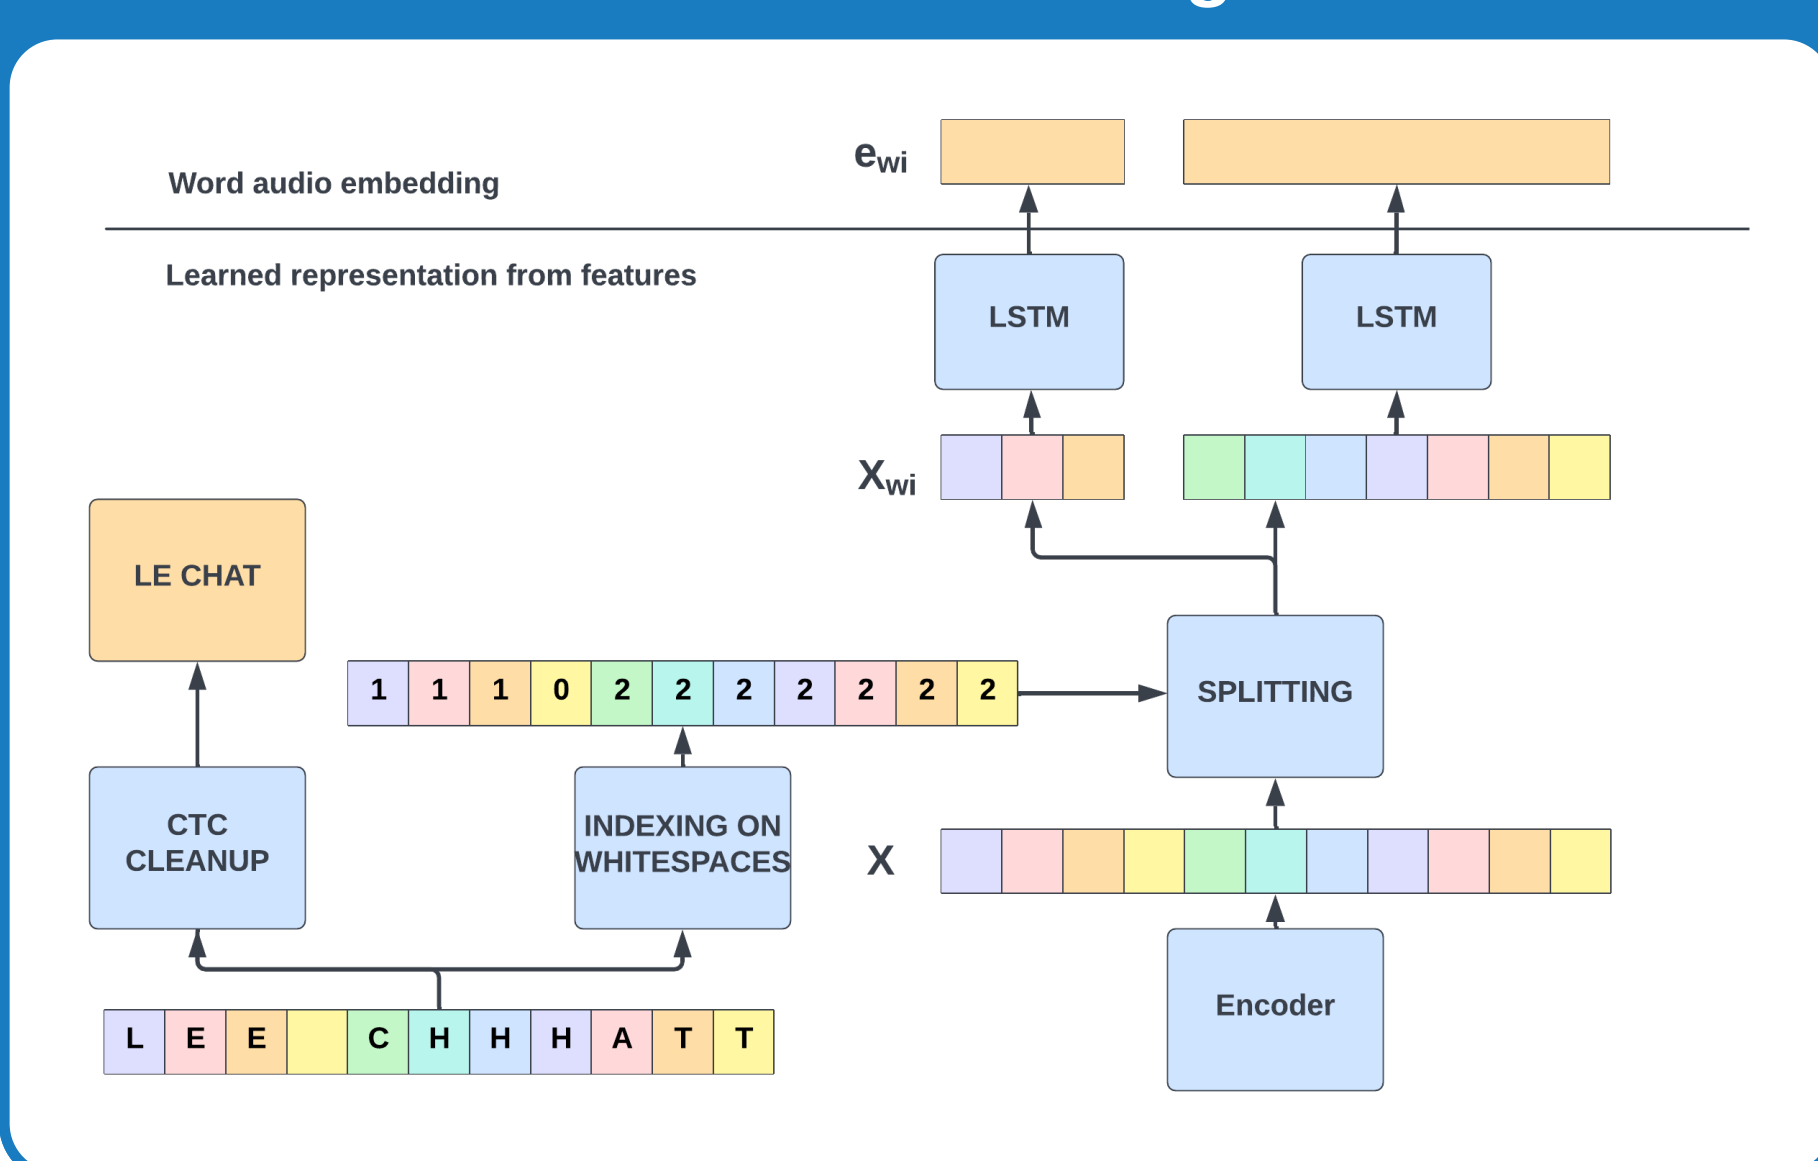 e_wi
Word audio embedding
Learned representation from features
LSTM LSTM
X_wi
LE CHAT
1 1 1 0 2 2 2 2 2 2 2
SPLITTING
CTC
CLEANUP
INDEXING ON
WHITESPACES
X
Encoder
L E E C H H H A T T